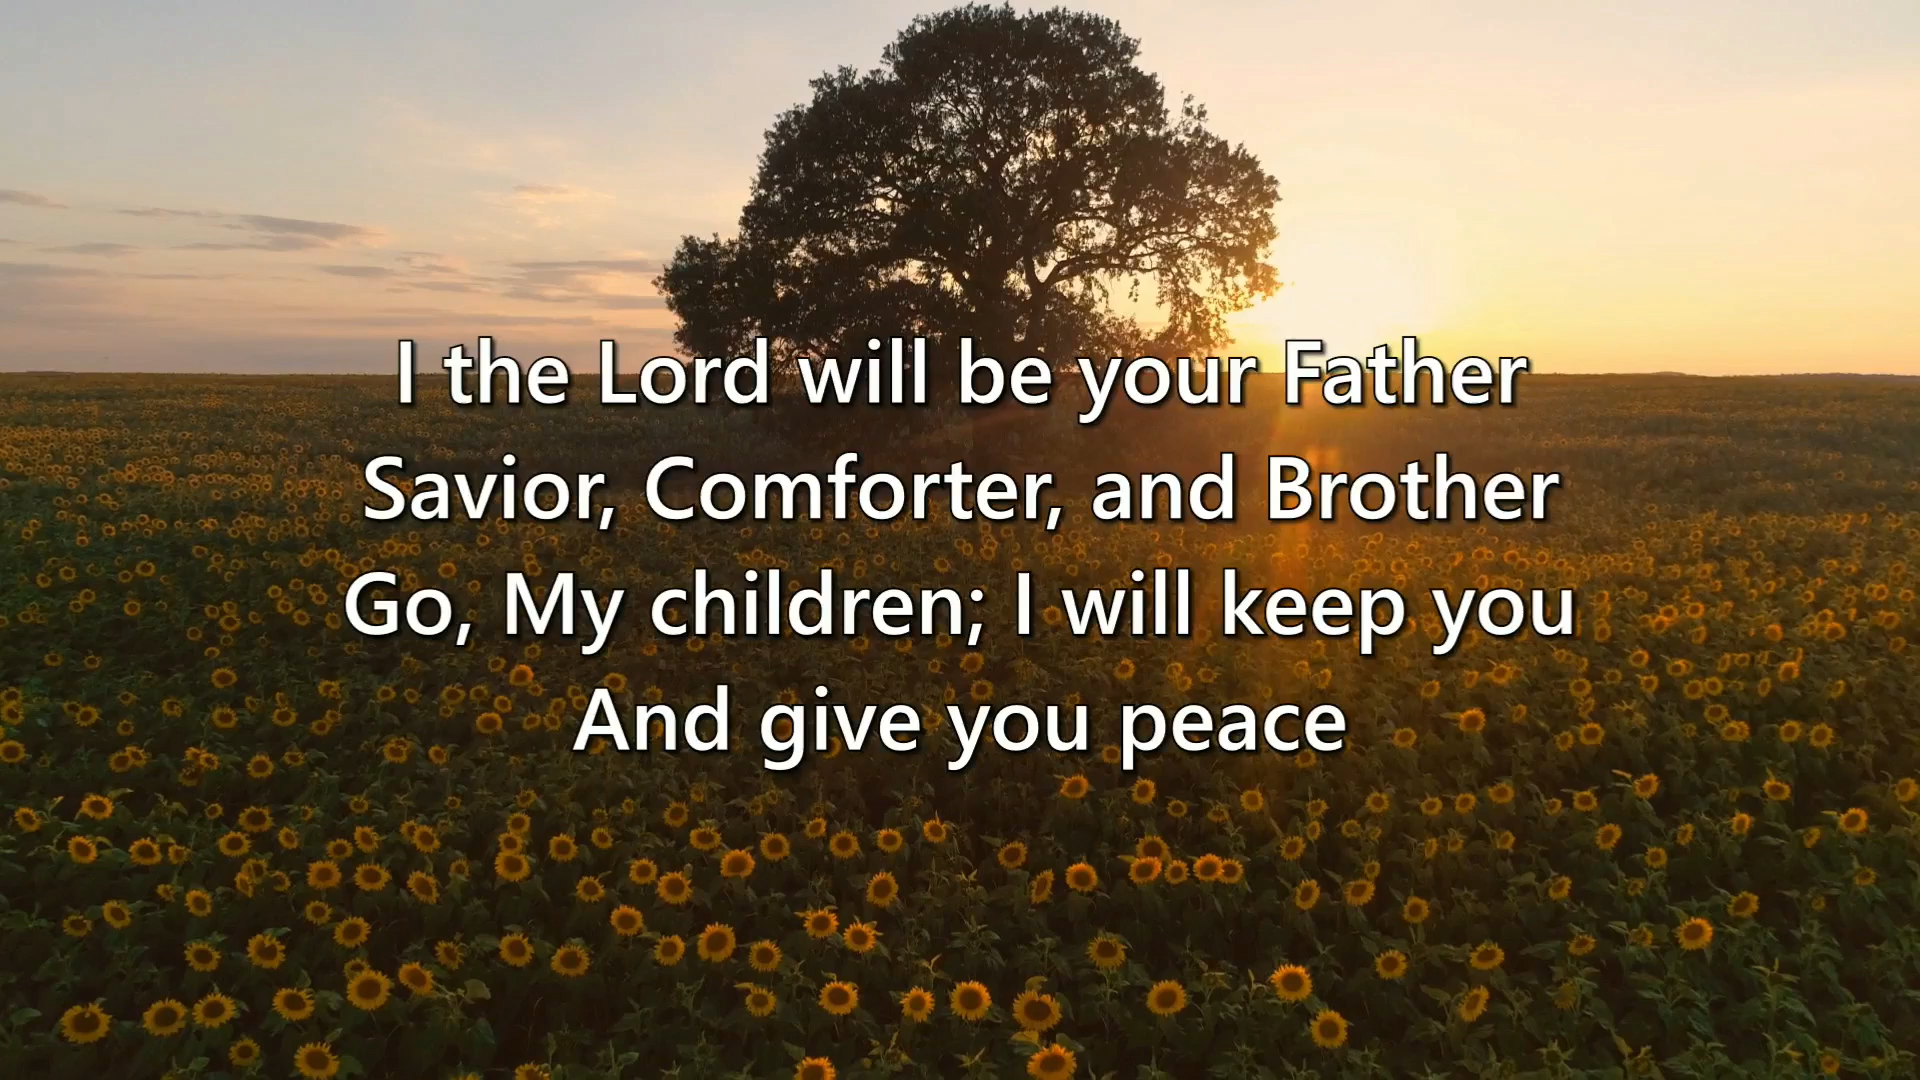 I the Lord will be your Father
Savior, Comforter, and Brother
Go, My children; I will keep you
And give you peace